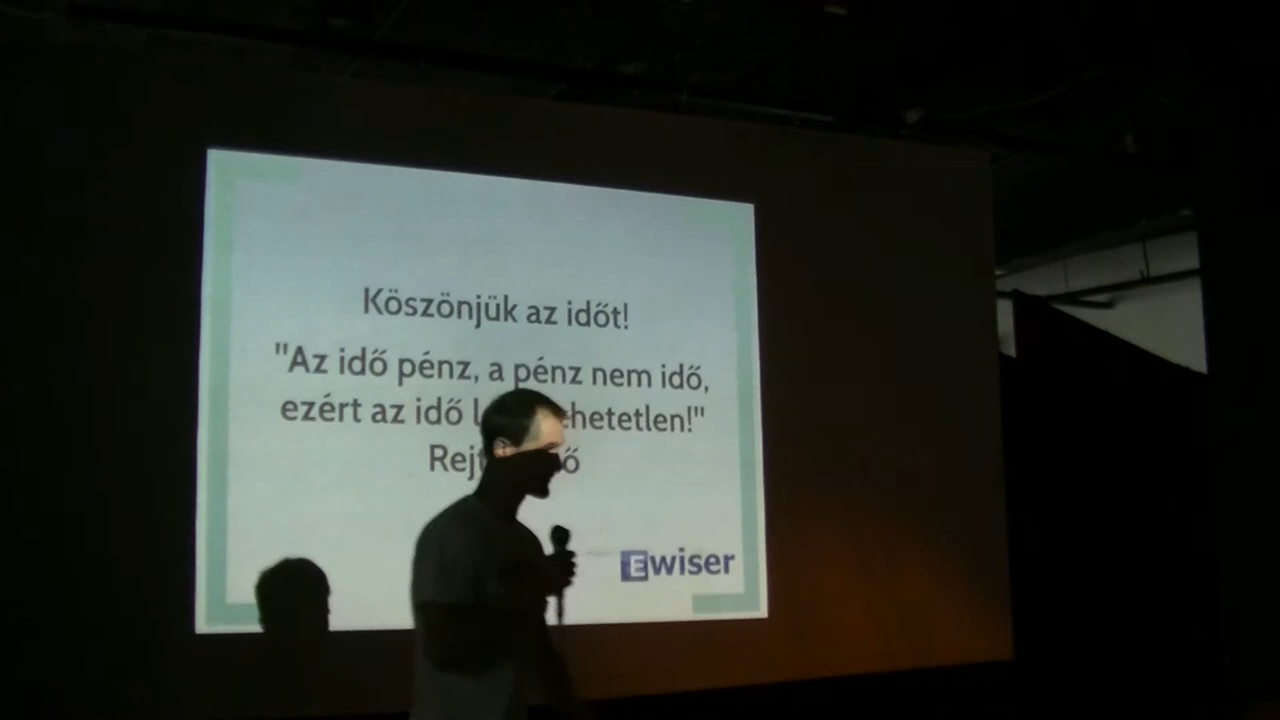 Köszönjük az időt!
"Az idő pénz, a pénz nem idő,
ezért az idő
Ewiser